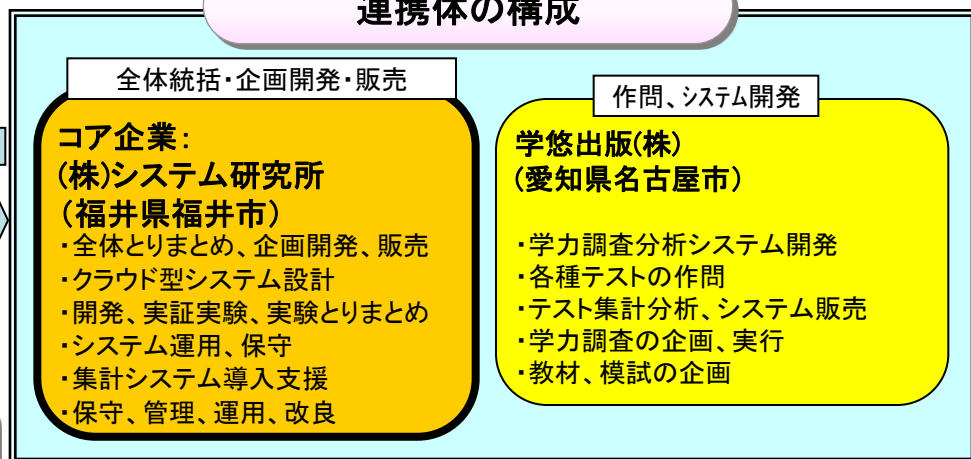 連携体の構成
全体統括・企画開発・販売
コア企業：
(株)システム研究所
（福井県福井市）
・全体とりまとめ、企画開発、販売
・クラウド型システム設計
・開発、実証実験、実験とりまとめ
・システム運用、保守
・集計システム導入支援
・保守、管理、運用、改良
作問、システム開発
学悠出版(株)
（愛知県名古屋市）
・学力調査分析システム開発
・各種テストの作問
・テスト集計分析、システム販売
・学力調査の企画、実行
・教材、模試の企画